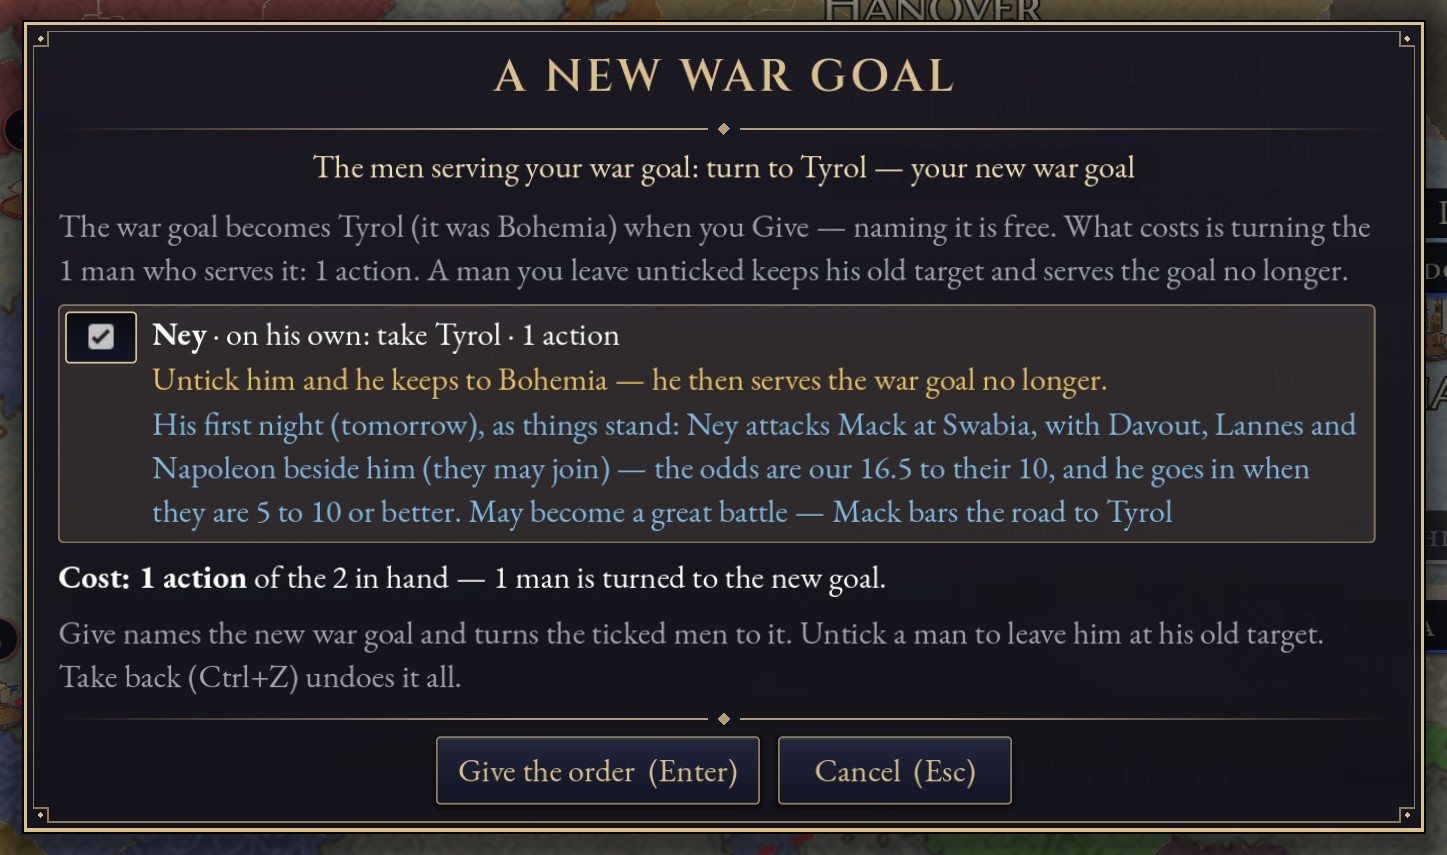 HANOVER
A NEW WAR GOAL
The men serving your war goal: turn to Tyrol — your new war goal
The war goal becomes Tyrol (it was Bohemia) when you Give — naming it is free. What costs is turning the
1 man who serves it: 1 action. A man you leave unticked keeps his old target and serves the goal no longer.
Ney · on his own: take Tyrol · 1 action
Untick him and he keeps to Bohemia — he then serves the war goal no longer.
His first night (tomorrow), as things stand: Ney attacks Mack at Swabia, with Davout, Lannes and
Napoleon beside him (they may join) — the odds are our 16.5 to their 10, and he goes in when
they are 5 to 10 or better. May become a great battle — Mack bars the road to Tyrol
Cost: 1 action of the 2 in hand — 1 man is turned to the new goal.
Give names the new war goal and turns the ticked men to it. Untick a man to leave him at his old target.
Take back (Ctrl+Z) undoes it all.
Give the order (Enter)
Cancel (Esc)